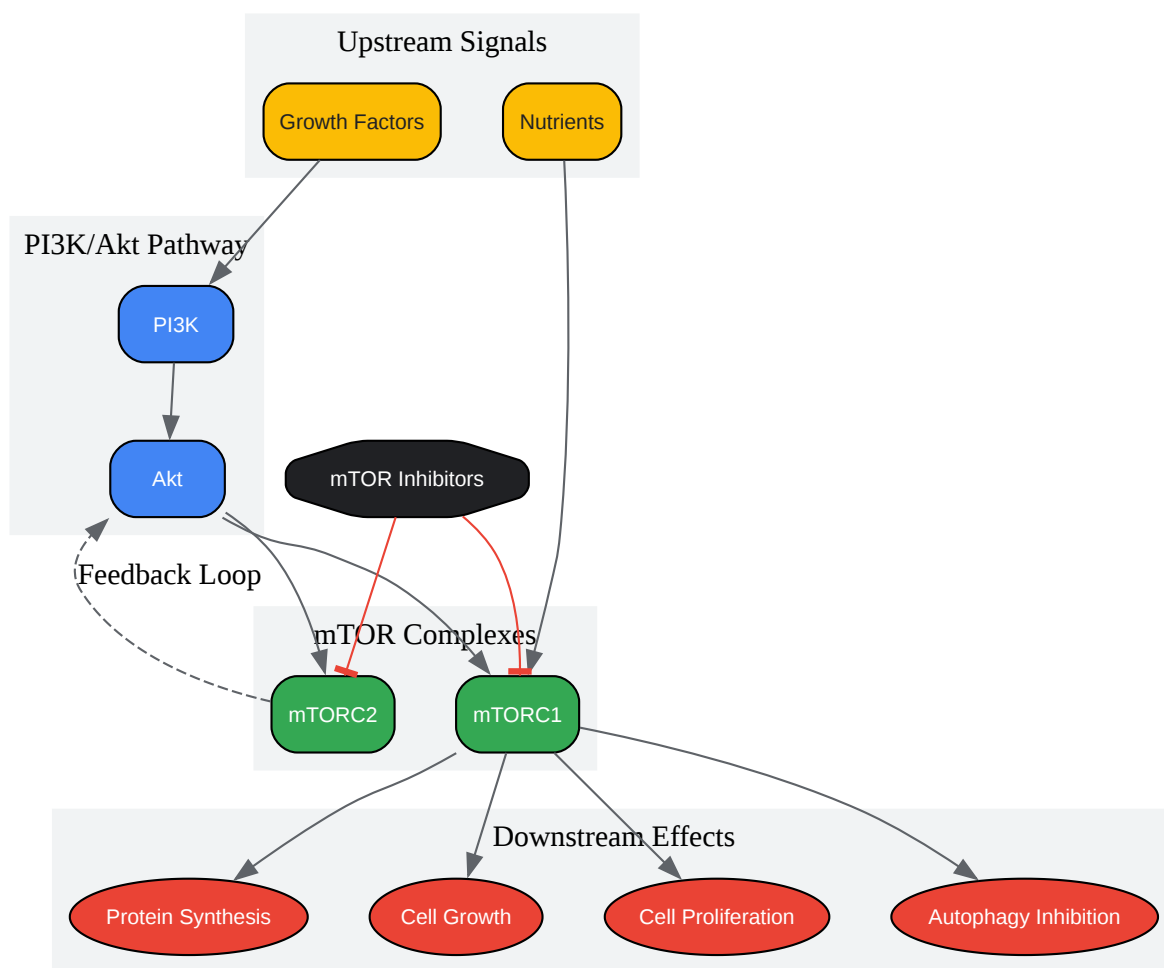 Upstream Signals
Growth Factors
Nutrients
PI3K/Akt Pathway
PI3K
Akt
mTOR Inhibitors
Feedback Loop
mTOR Complexes
mTORC2
mTORC1
Downstream Effects
Protein Synthesis
Cell Growth
Cell Proliferation
Autophagy Inhibition